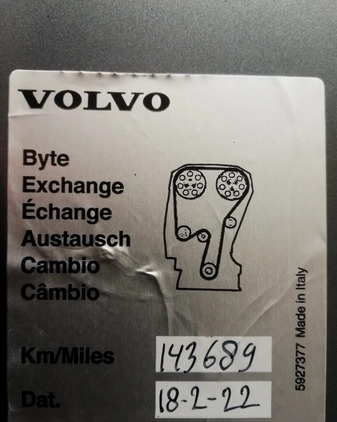 VOLVO
Byte
Exchange
Échange
Austausch
Cambio
Câmbio
Km/Miles 143689
Dat. 18-2-22
5927377 Made in Italy